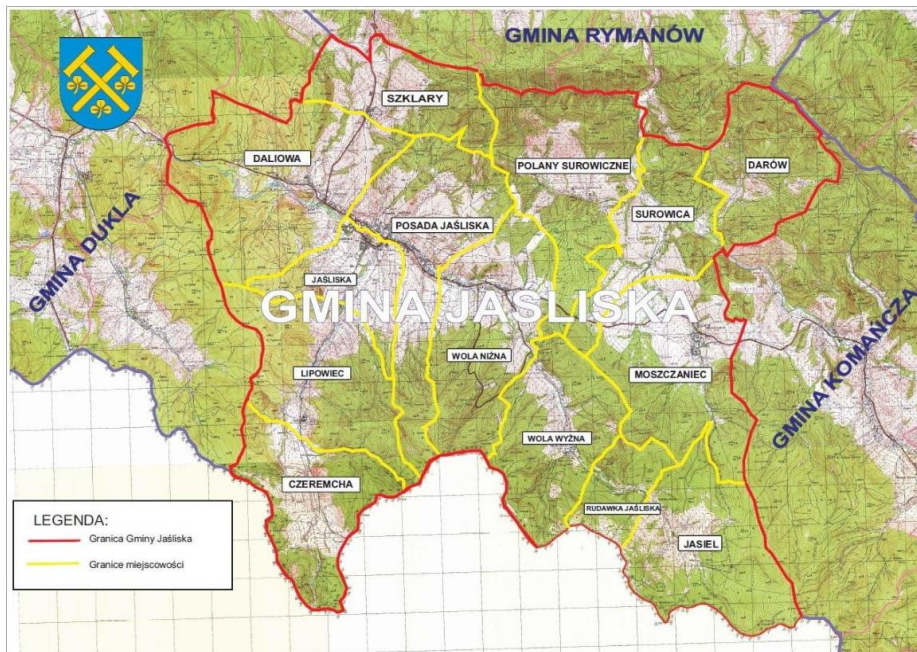 GMINA RYMANÓW
SZKLARY
DALIOWA
POLANY SUROWICZNE
DARÓW
SUROWICA
POSADA JAŚLISKA
GMINA DUKLA
JAŚLISKA
GMINA JAŚLISKA
GMINA KOMAŃCZA
WOLA NIŻNA
LIPOWIEC
MOSZCZANIEC
WOLA WYŻNA
CZEREMCHA
RUDAWKA JAŚLISKA
JASIEL
LEGENDA:
Granica Gminy Jaśliska
Granice miejscowości